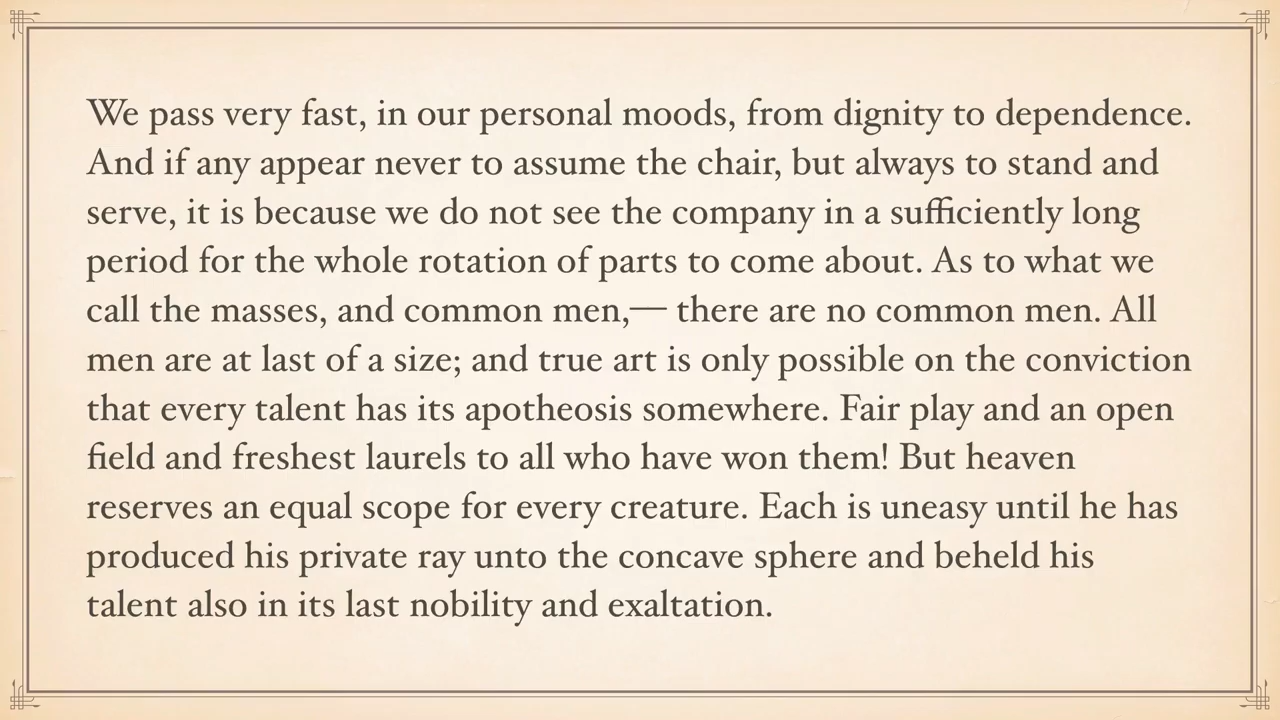 We pass very fast, in our personal moods, from dignity to dependence.
And if any appear never to assume the chair, but always to stand and
serve, it is because we do not see the company in a sufficiently long
period for the whole rotation of parts to come about. As to what we
call the masses, and common men,— there are no common men. All
men are at last of a size; and true art is only possible on the conviction
that every talent has its apotheosis somewhere. Fair play and an open
field and freshest laurels to all who have won them! But heaven
reserves an equal scope for every creature. Each is uneasy until he has
produced his private ray unto the concave sphere and beheld his
talent also in its last nobility and exaltation.